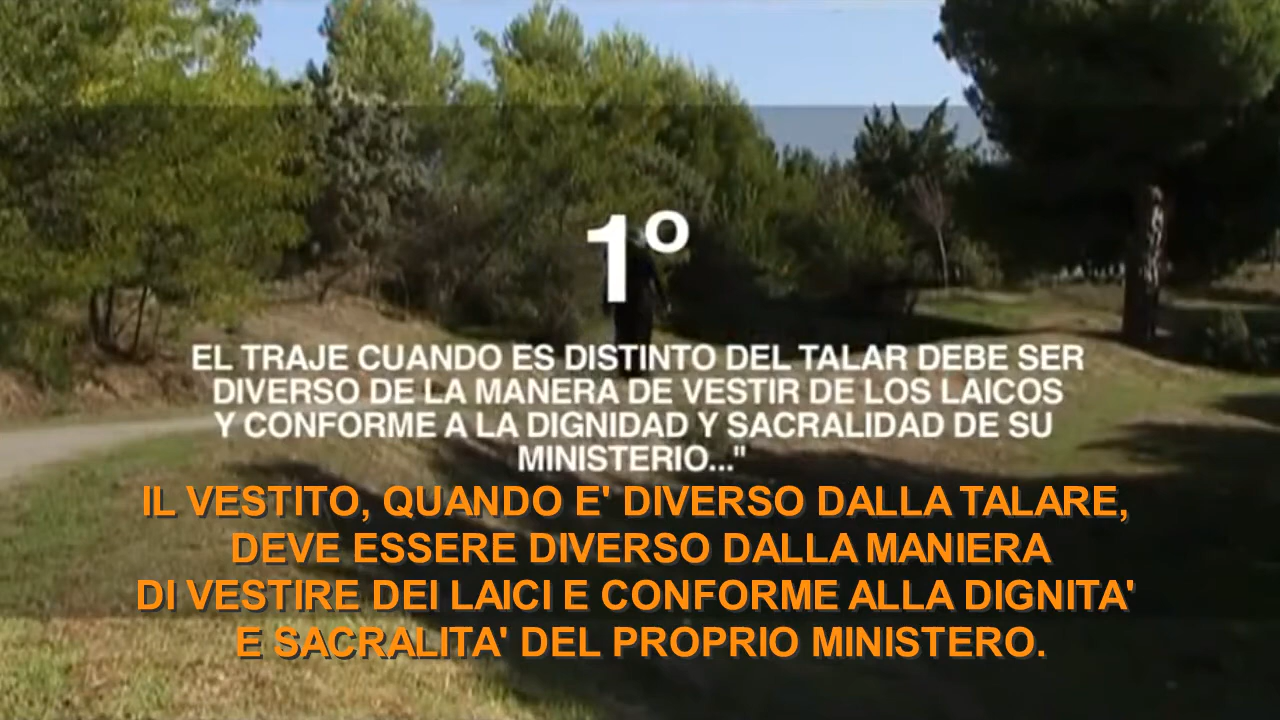 1º
EL TRAJE CUANDO ES DISTINTO DEL TALAR DEBE SER
DIVERSO DE LA MANERA DE VESTIR DE LOS LAICOS
Y CONFORME A LA DIGNIDAD Y SACRALIDAD DE SU
MINISTERIO..."
IL VESTITO, QUANDO E' DIVERSO DALLA TALARE,
DEVE ESSERE DIVERSO DALLA MANIERA
DI VESTIRE DEI LAICI E CONFORME ALLA DIGNITA'
E SACRALITA' DEL PROPRIO MINISTERO.